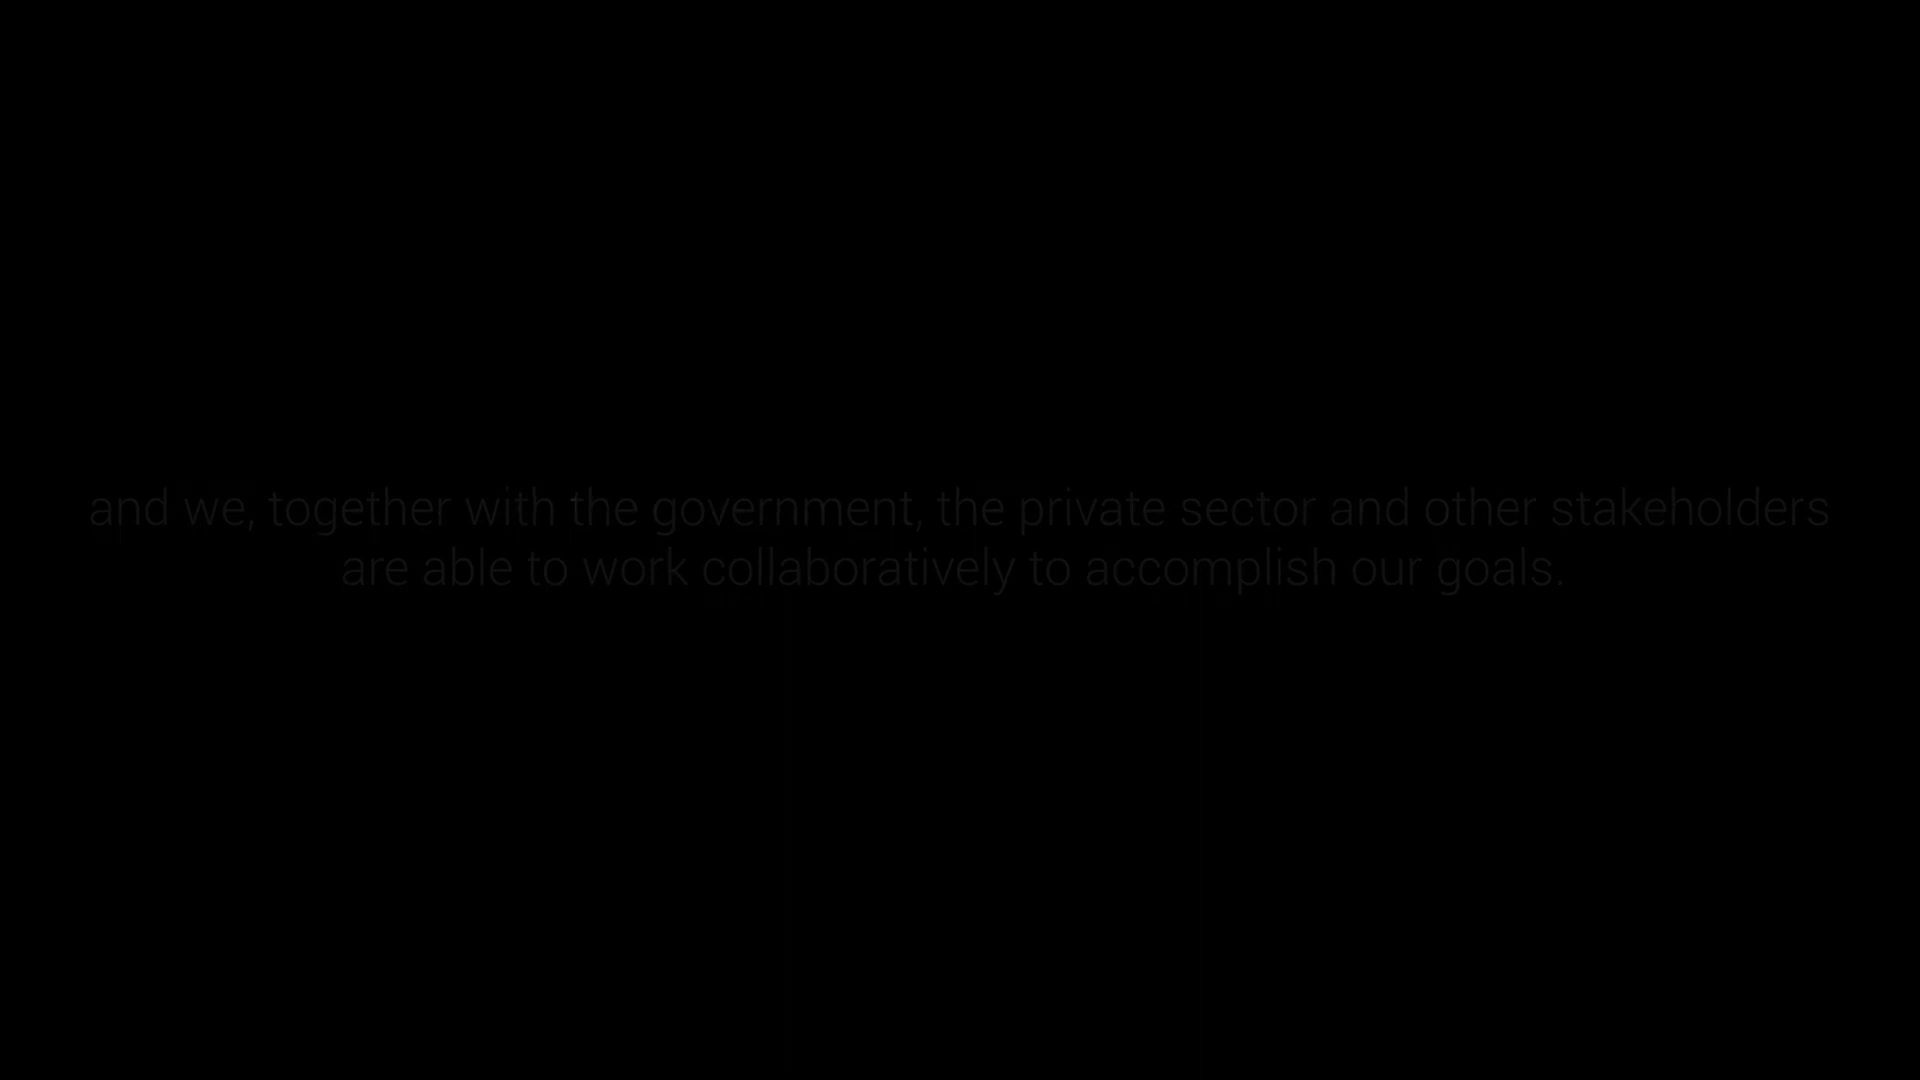 and we, together with the government, the private sector and other stakeholders
are able to work collaboratively to accomplish our goals.